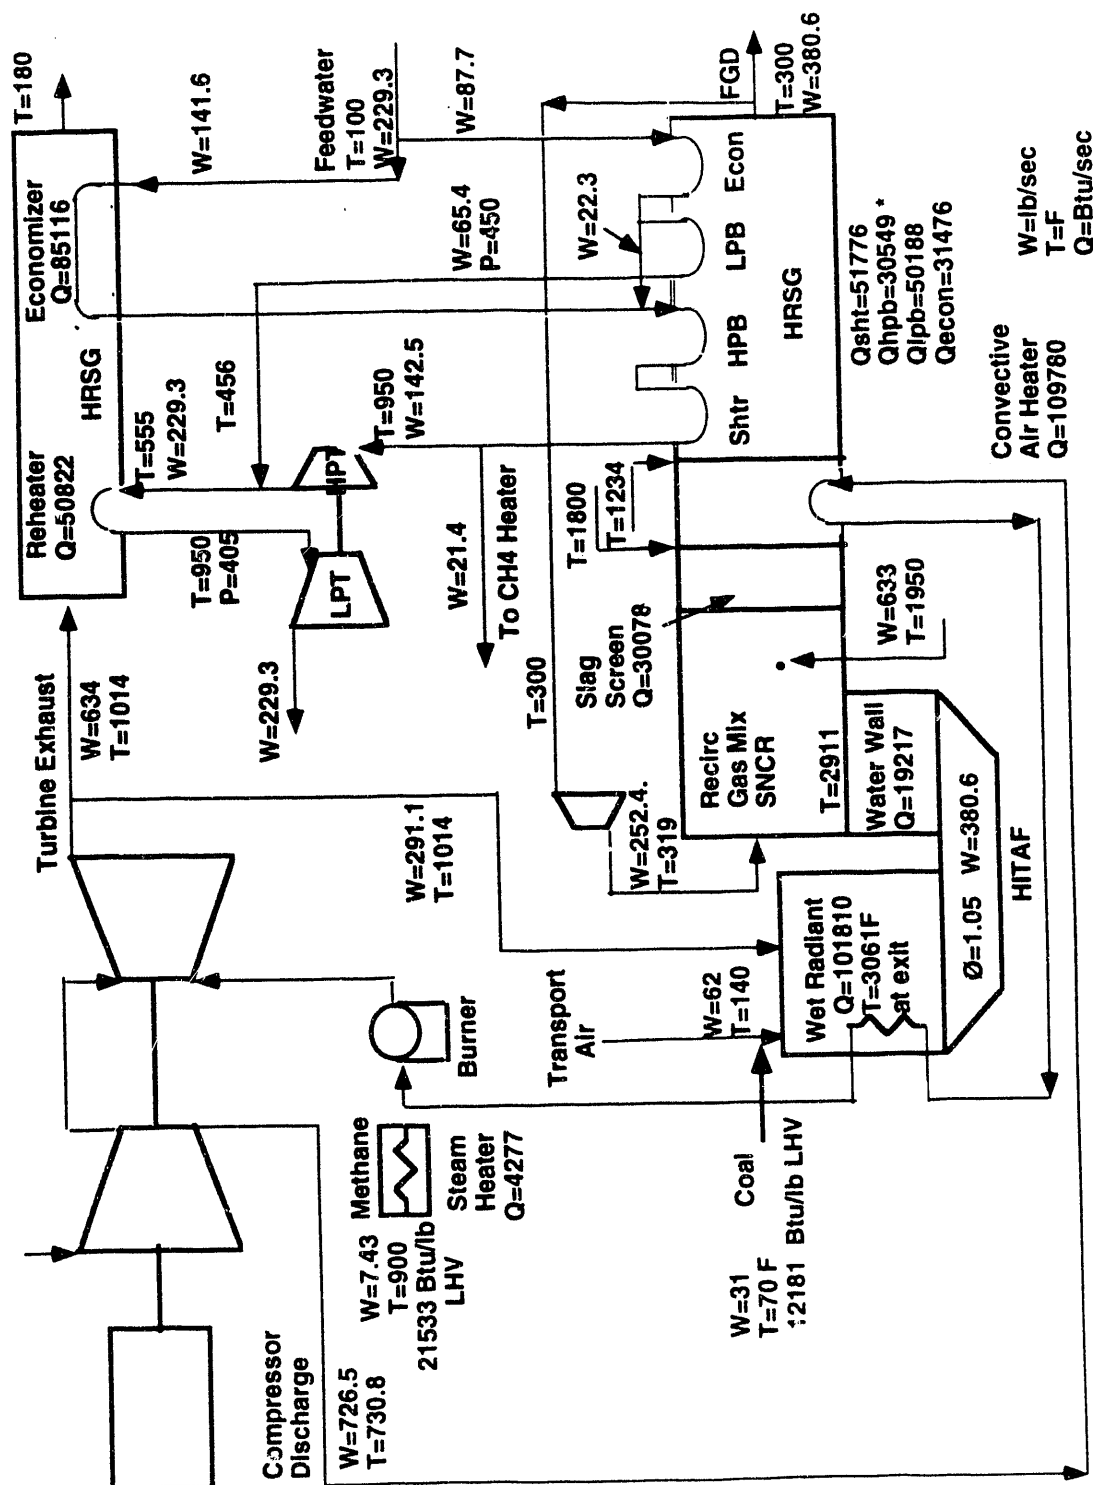 T=180
Economizer
Q=85116
HRSG
Reheater
Q=50822
W=141.6
Feedwater
T=100
W=229.3
W=87.7
FGD
T=300
W=380.6
T=555
W=229.3
T=456
W=65.4
P=450
W=22.3
Econ
LPB
HPB
Shtr
HRSG
Qsht=51776
Qhpb=30549 *
Qlpb=50188
Qecon=31476
W=lb/sec
T=F
Q=Btu/sec
Convective
Air Heater
Q=109780
T=950
P=405
HPT
LPT
T=950
W=142.5
W=21.4
To CH4 Heater
T=1800
T=1234
Turbine Exhaust
W=634
T=1014
W=229.3
T=300
Slag
Screen
Q=30078
W=633
T=1950
Recirc
Gas Mix
SNCR
T=2911
Water Wall
Q=19217
W=291.1
T=1014
W=252.4
T=319
Wet Radiant
Q=101810
T=3061F
at exit
Ø=1.05 W=380.6
HITAF
Transport
Air
W=62
T=140
Burner
Methane
W=7.43
T=900
21533 Btu/lb
LHV
Steam
Heater
Q=4277
Coal
W=31
T=70 F
12181 Btu/lb LHV
Compressor
Discharge
W=726.5
T=730.8